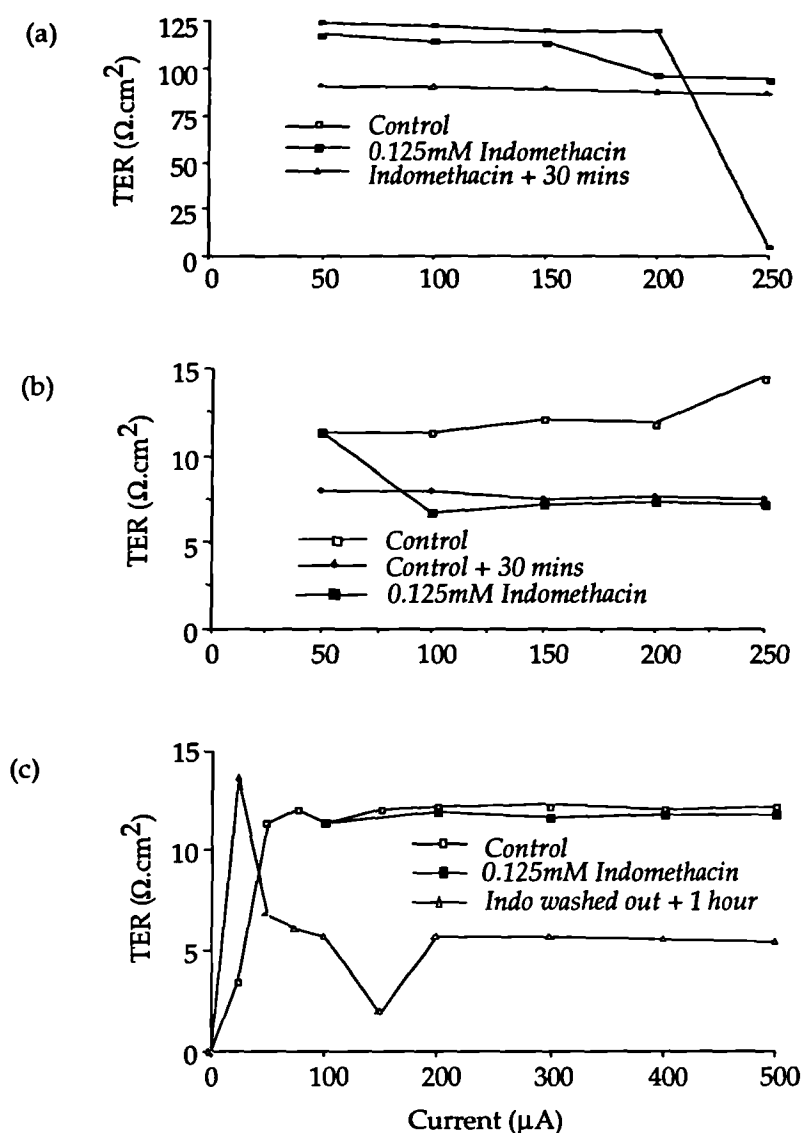 (a)
TER (Ω.cm²)
125
100
75
50
25
0
Control
0.125mM Indomethacin
Indomethacin + 30 mins
0 50 100 150 200 250
(b)
TER (Ω.cm²)
15
10
5
0
Control
Control + 30 mins
0.125mM Indomethacin
0 50 100 150 200 250
(c)
TER (Ω.cm²)
15
10
5
0
Control
0.125mM Indomethacin
Indo washed out + 1 hour
0 100 200 300 400 500
Current (µA)